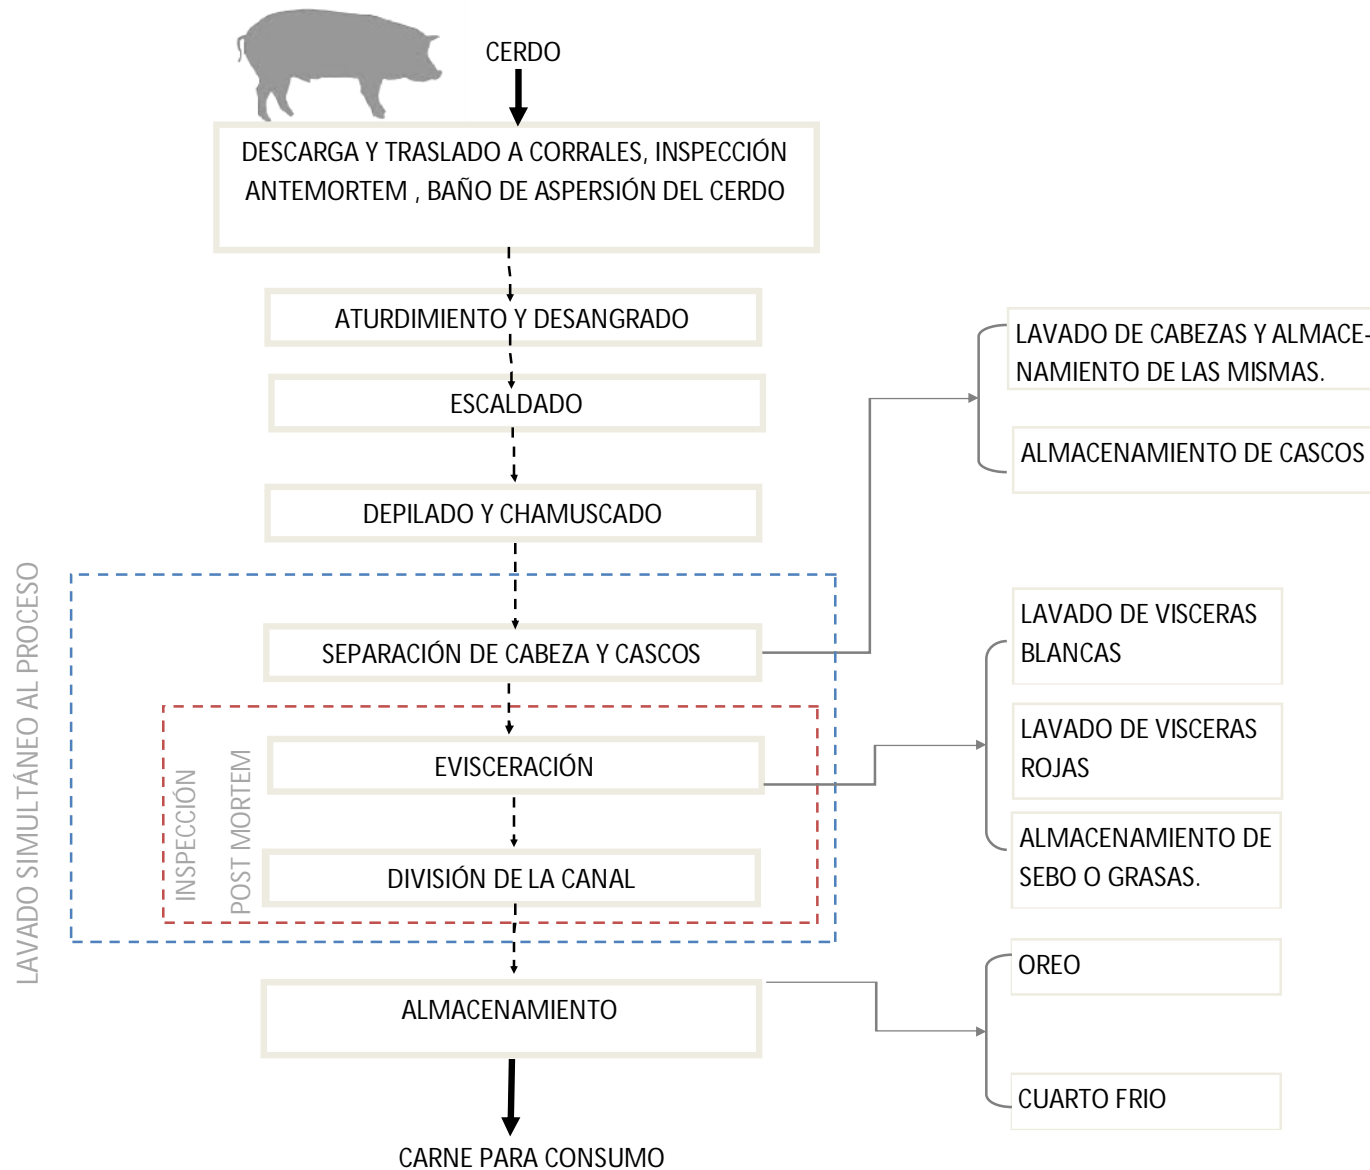 CERDO
DESCARGA Y TRASLADO A CORRALES, INSPECCIÓN
ANTEMORTEM , BAÑO DE ASPERSIÓN DEL CERDO
ATURDIMIENTO Y DESANGRADO
ESCALDADO
DEPILADO Y CHAMUSCADO
SEPARACIÓN DE CABEZA Y CASCOS
LAVADO DE CABEZAS Y ALMACE-
NAMIENTO DE LAS MISMAS.
ALMACENAMIENTO DE CASCOS
LAVADO SIMULTÁNEO AL PROCESO
INSPECCIÓN
POST MORTEM
EVISCERACIÓN
LAVADO DE VISCERAS
BLANCAS
LAVADO DE VISCERAS
ROJAS
ALMACENAMIENTO DE
SEBO O GRASAS.
DIVISIÓN DE LA CANAL
ALMACENAMIENTO
OREO
CUARTO FRIO
CARNE PARA CONSUMO